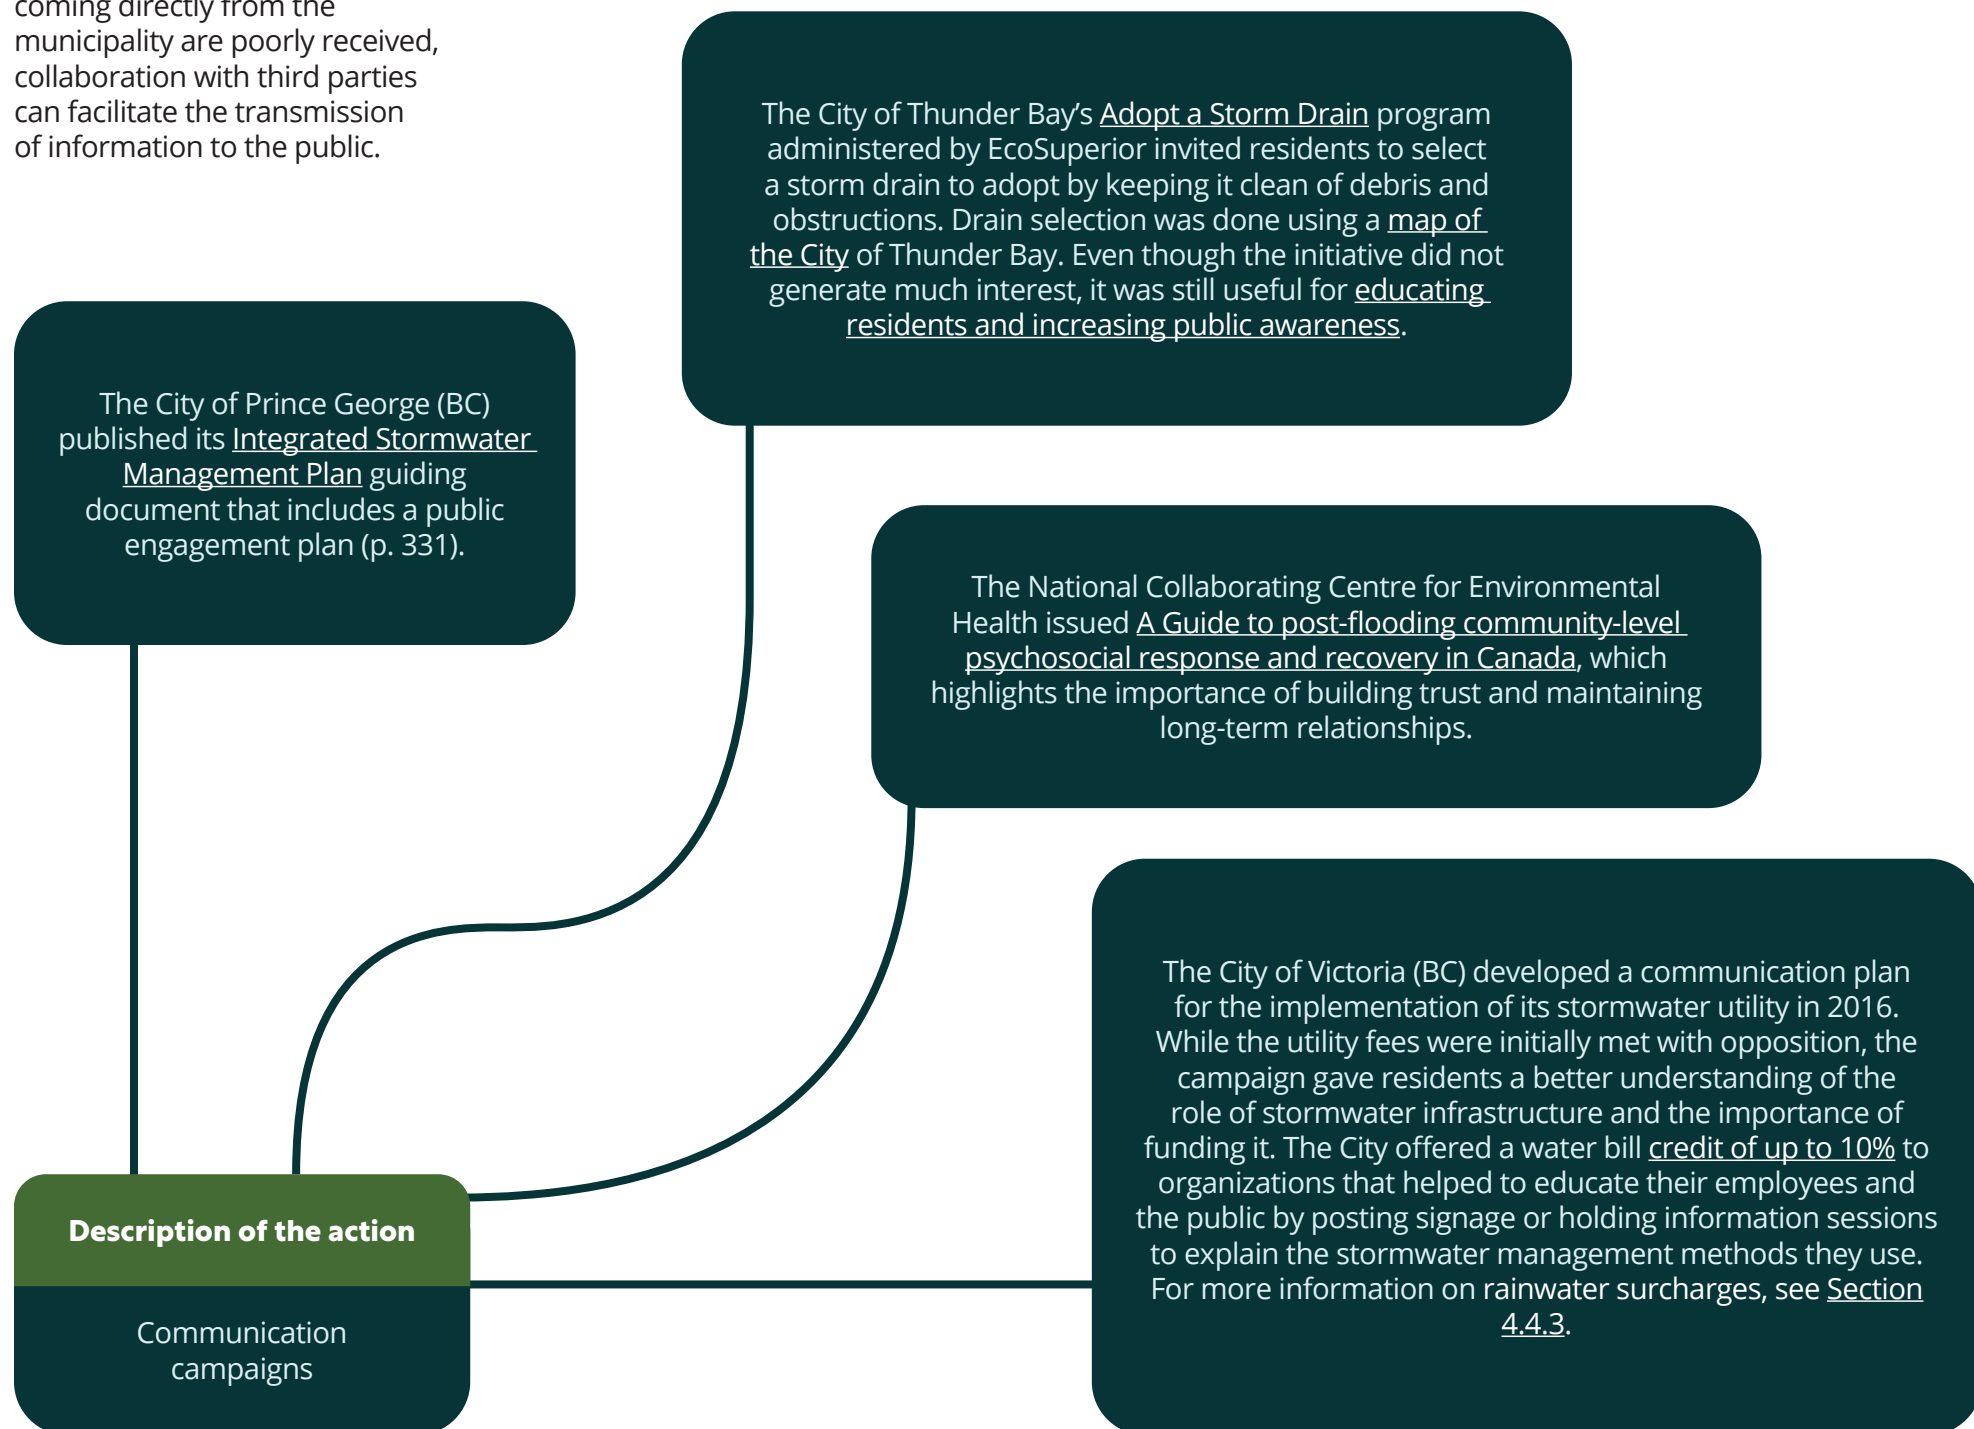 coming directly from the
municipality are poorly received,
collaboration with third parties
can facilitate the transmission
of information to the public.
The City of Thunder Bay’s Adopt a Storm Drain program
administered by EcoSuperior invited residents to select
a storm drain to adopt by keeping it clean of debris and
obstructions. Drain selection was done using a map of
the City of Thunder Bay. Even though the initiative did not
generate much interest, it was still useful for educating
residents and increasing public awareness.
The City of Prince George (BC)
published its Integrated Stormwater
Management Plan guiding
document that includes a public
engagement plan (p. 331).
The National Collaborating Centre for Environmental
Health issued A Guide to post-flooding community-level
psychosocial response and recovery in Canada, which
highlights the importance of building trust and maintaining
long-term relationships.
The City of Victoria (BC) developed a communication plan
for the implementation of its stormwater utility in 2016.
While the utility fees were initially met with opposition, the
campaign gave residents a better understanding of the
role of stormwater infrastructure and the importance of
funding it. The City offered a water bill credit of up to 10% to
organizations that helped to educate their employees and
the public by posting signage or holding information sessions
to explain the stormwater management methods they use.
For more information on rainwater surcharges, see Section
4.4.3.
Description of the action
Communication
campaigns